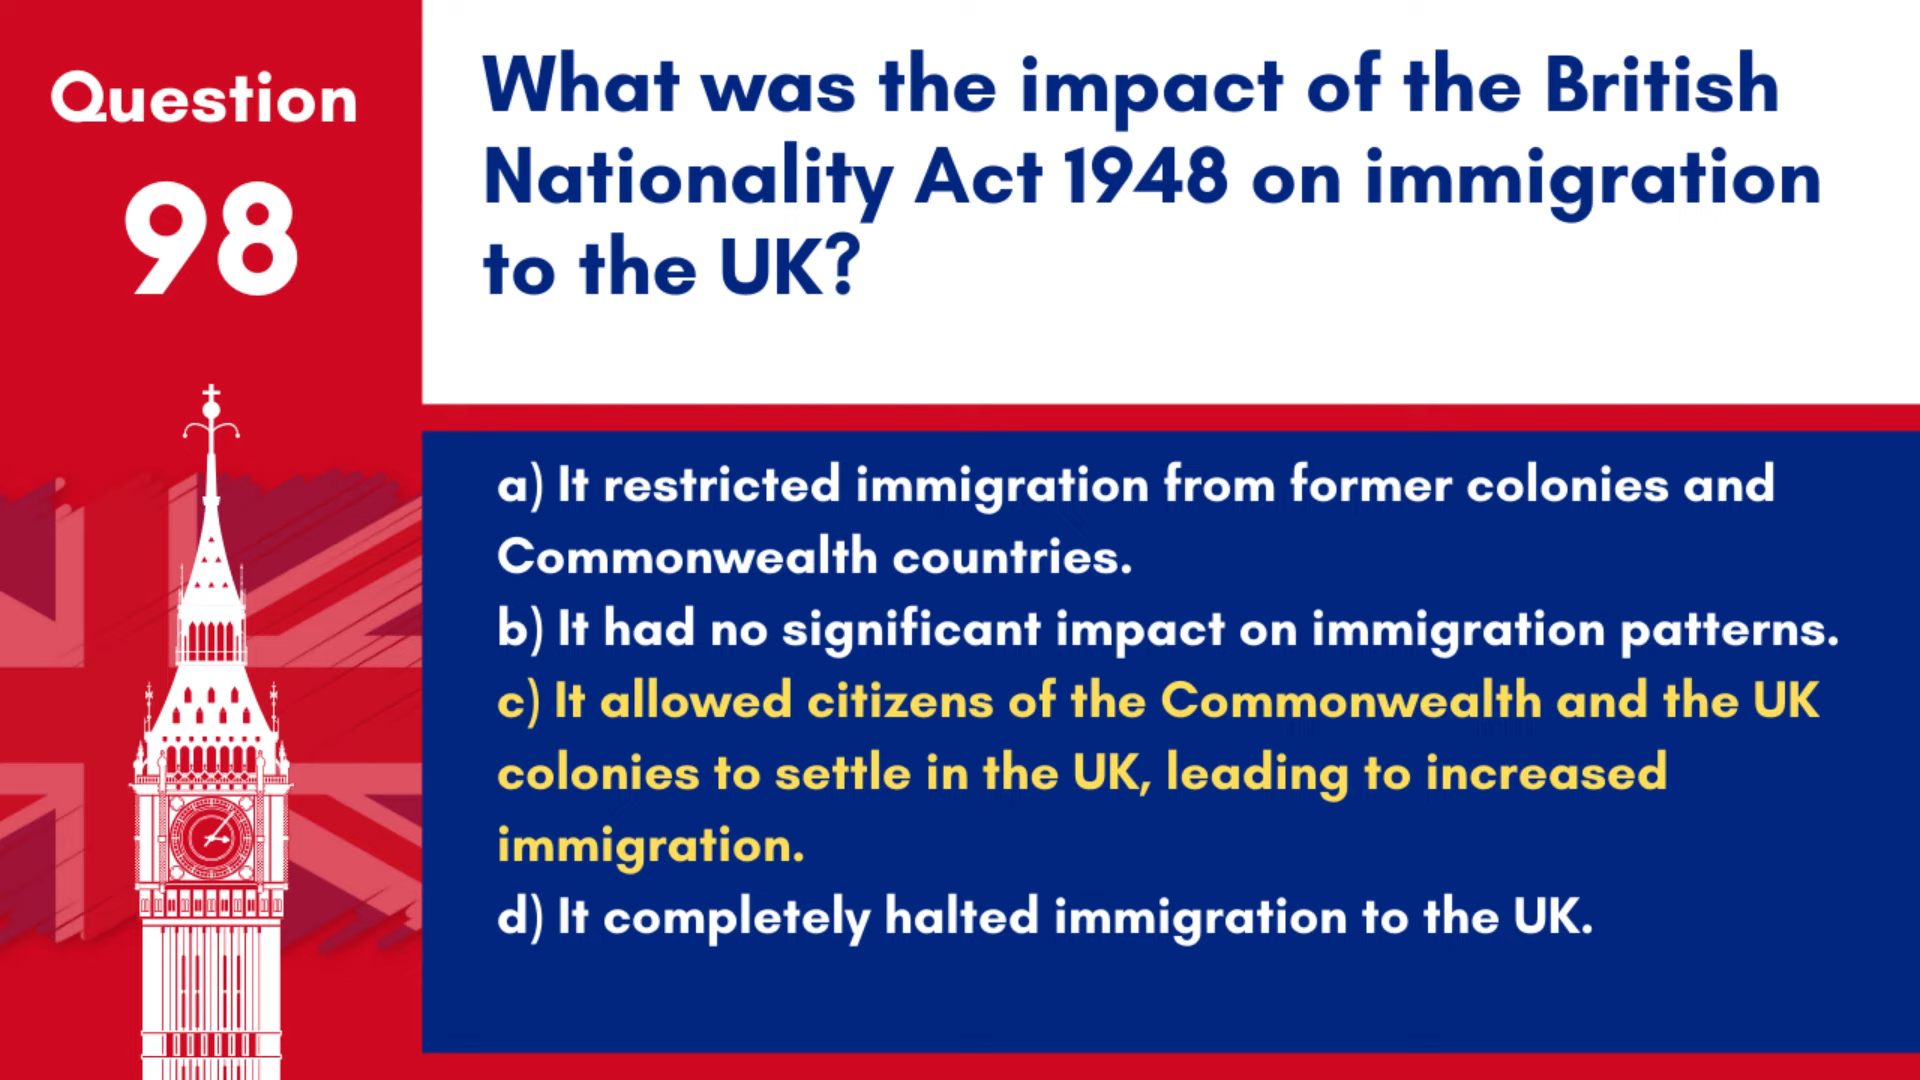 Question
98
What was the impact of the British
Nationality Act 1948 on immigration
to the UK?
a) It restricted immigration from former colonies and
Commonwealth countries.
b) It had no significant impact on immigration patterns.
c) It allowed citizens of the Commonwealth and the UK
colonies to settle in the UK, leading to increased
immigration.
d) It completely halted immigration to the UK.